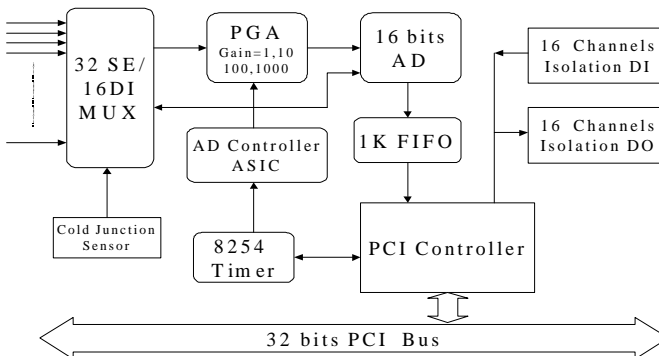 32 SE/
16DI
MUX
PGA
Gain=1,10
100,1000
16 bits
AD
16 Channels
Isolation DI
16 Channels
Isolation DO
AD Controller
ASIC
1K FIFO
Cold Junction
Sensor
8254
Timer
PCI Controller
32 bits PCI Bus